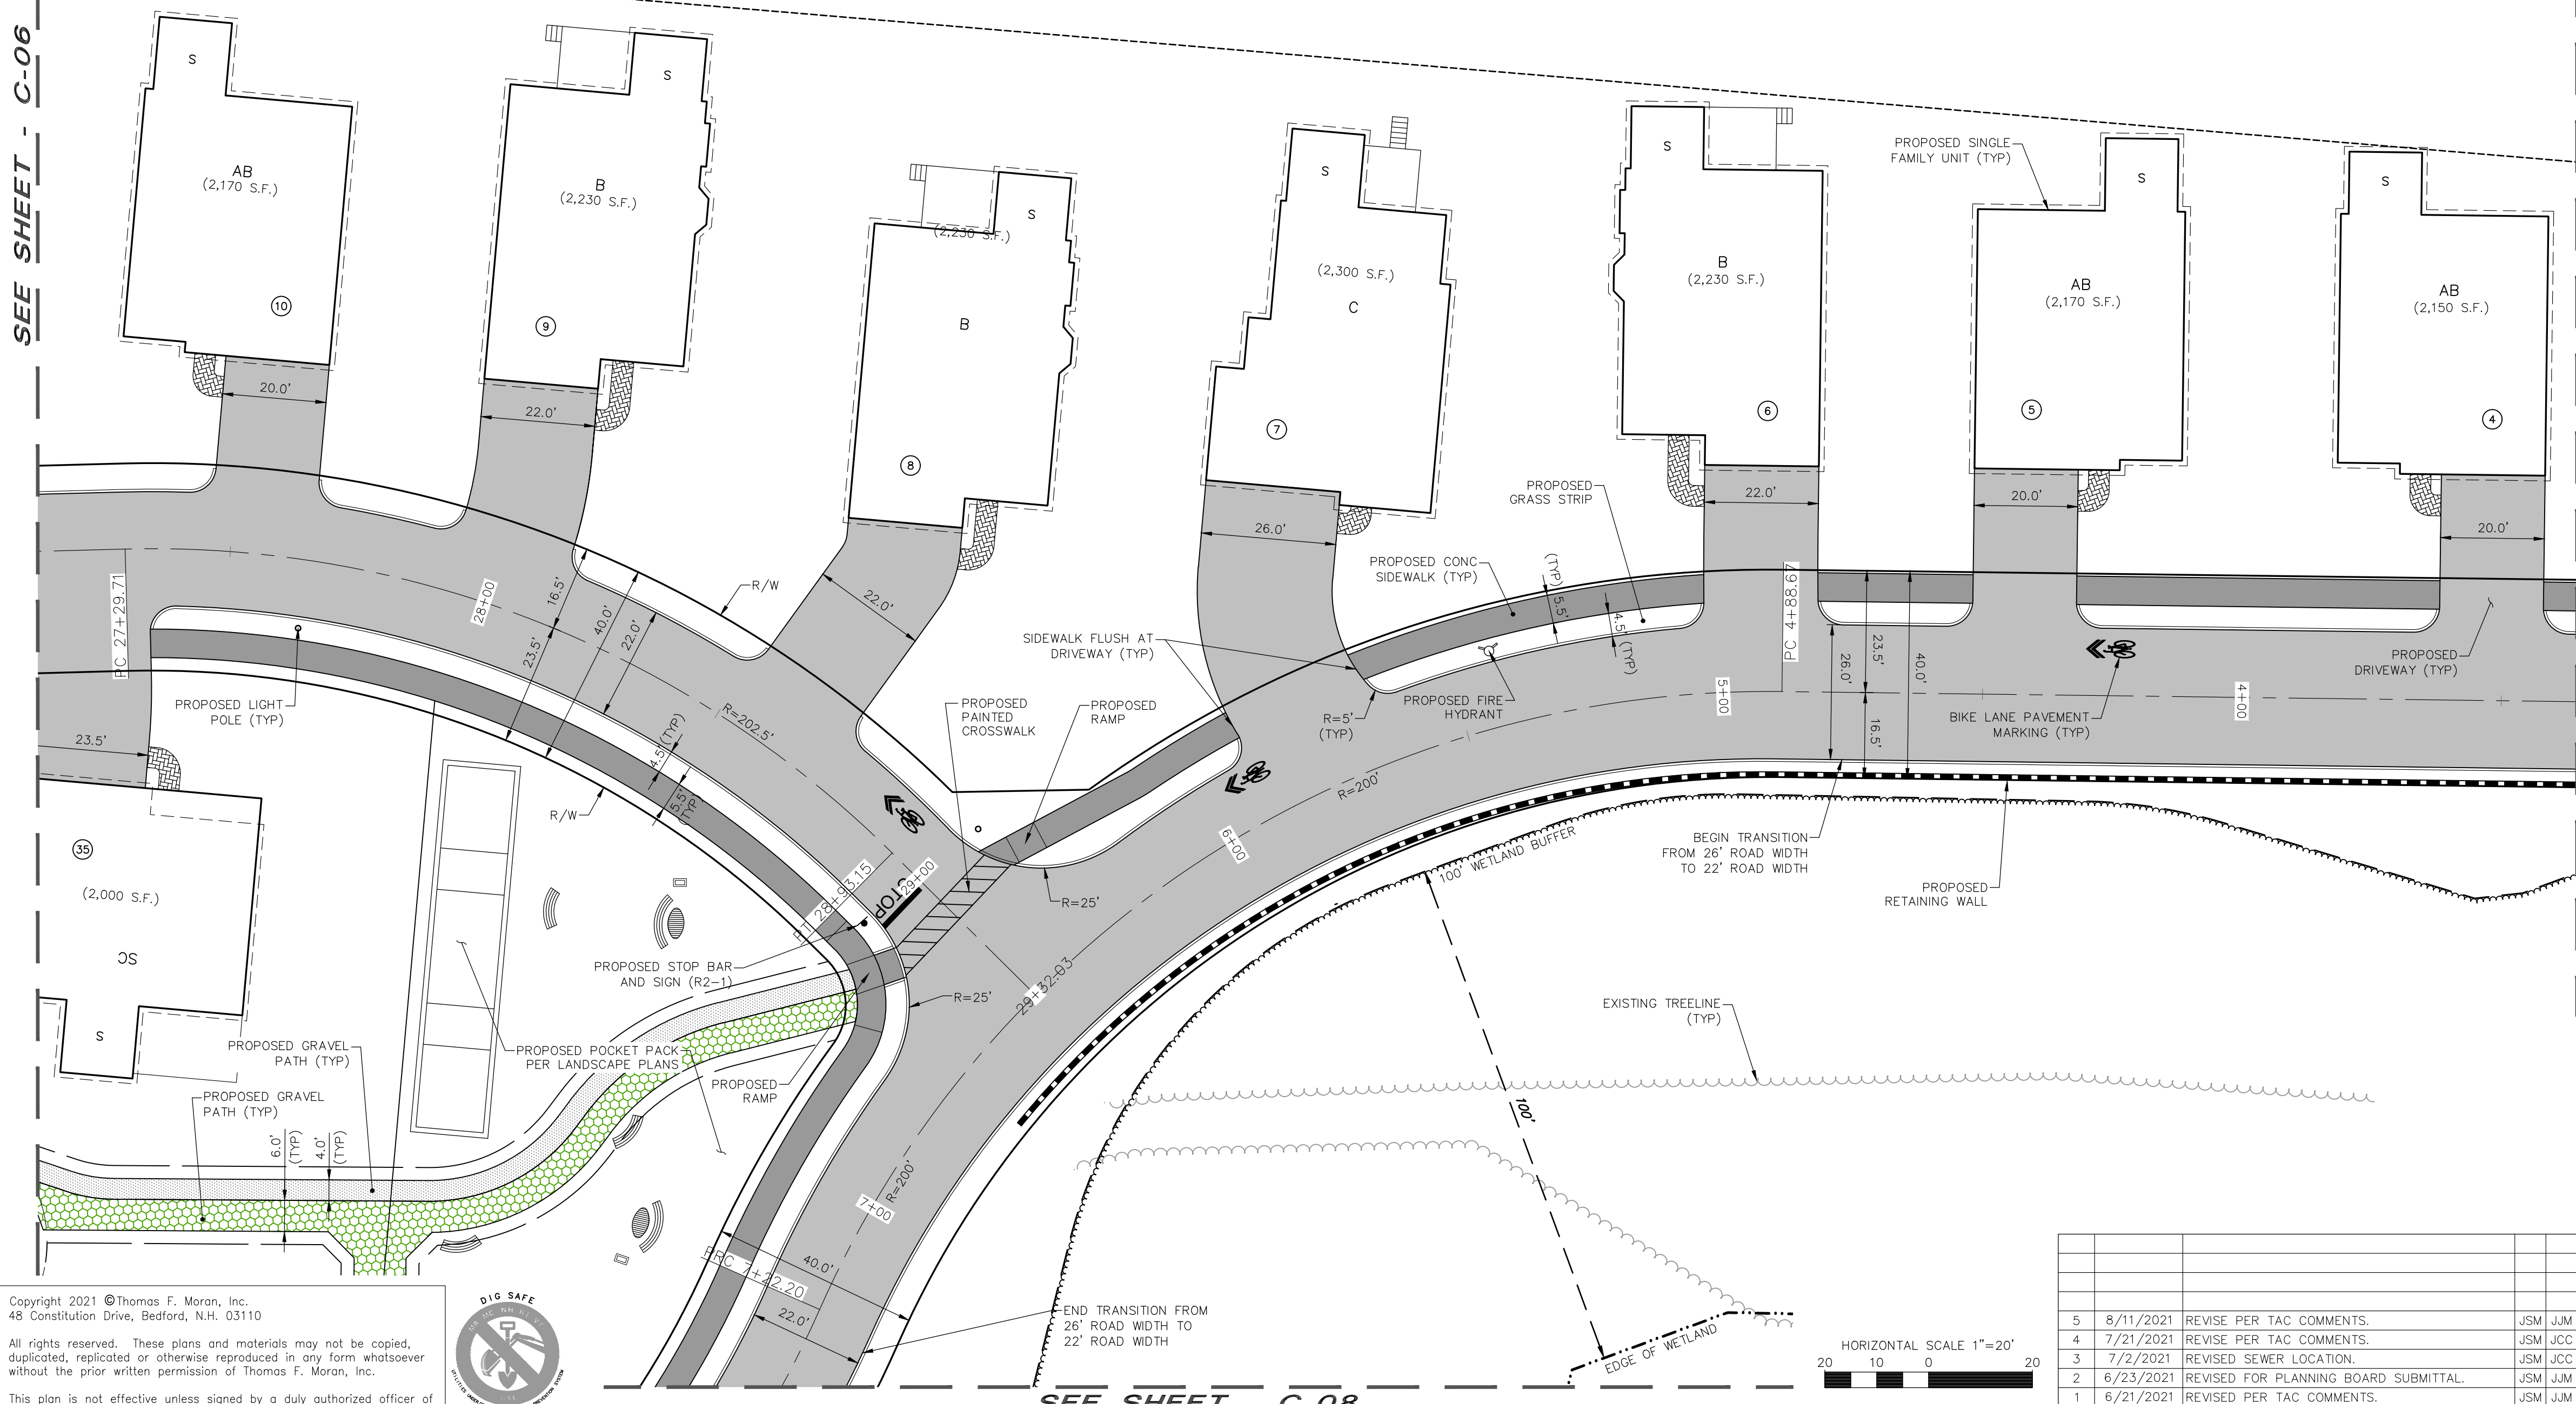 SEE SHEET - C-06
S
AB
(2,170 S.F.)
10
20.0'
S
B
(2,230 S.F.)
9
22.0'
S
(2,230 S.F.)
B
8
22.0'
S
(2,300 S.F.)
C
7
26.0'
S
B
(2,230 S.F.)
6
22.0'
PROPOSED SINGLE
FAMILY UNIT (TYP)
S
AB
(2,170 S.F.)
5
20.0'
S
AB
(2,150 S.F.)
4
20.0'
PC 27+29.71
28+00
16.5'
23.5'
40.0'
22.0'
R/W
R=202.5'
PROPOSED LIGHT
POLE (TYP)
23.5'
4.5' (TYP)
5.5'
(TYP)
R/W
SIDEWALK FLUSH AT
DRIVEWAY (TYP)
PROPOSED
PAINTED
CROSSWALK
PROPOSED
RAMP
PROPOSED CONC
SIDEWALK (TYP)
PROPOSED
GRASS STRIP
(TYP)
5.5'
4.5' (TYP)
R=5'
(TYP)
PROPOSED FIRE
HYDRANT
R=200'
PC 4+88.67
5+00
26.0'
23.5'
16.5'
40.0'
BIKE LANE PAVEMENT
MARKING (TYP)
4+00
PROPOSED
DRIVEWAY (TYP)
6+00
35
(2,000 S.F.)
SC
S
PT 28+93.15
STOP
29+00
R=25'
PROPOSED STOP BAR
AND SIGN (R2-1)
R=25'
29+32.03
100' WETLAND BUFFER
BEGIN TRANSITION
FROM 26' ROAD WIDTH
TO 22' ROAD WIDTH
PROPOSED
RETAINING WALL
EXISTING TREELINE
(TYP)
100'
PROPOSED GRAVEL
PATH (TYP)
PROPOSED GRAVEL
PATH (TYP)
6.0'
(TYP)
4.0'
(TYP)
PROPOSED POCKET PACK
PER LANDSCAPE PLANS
PROPOSED
RAMP
R=200'
7+00
PRC 7+22.20
40.0'
22.0'
END TRANSITION FROM
26' ROAD WIDTH TO
22' ROAD WIDTH
EDGE OF WETLAND
HORIZONTAL SCALE 1"=20'
20 10 0 20
5 8/11/2021 REVISE PER TAC COMMENTS. JSM JJM
4 7/21/2021 REVISE PER TAC COMMENTS. JSM JCC
3 7/2/2021 REVISED SEWER LOCATION. JSM JCC
2 6/23/2021 REVISED FOR PLANNING BOARD SUBMITTAL. JSM JJM
1 6/21/2021 REVISED PER TAC COMMENTS. JSM JJM
Copyright 2021 ©Thomas F. Moran, Inc.
48 Constitution Drive, Bedford, N.H. 03110
All rights reserved. These plans and materials may not be copied,
duplicated, replicated or otherwise reproduced in any form whatsoever
without the prior written permission of Thomas F. Moran, Inc.
This plan is not effective unless signed by a duly authorized officer of
DIG SAFE
SEE SHEET - C-08